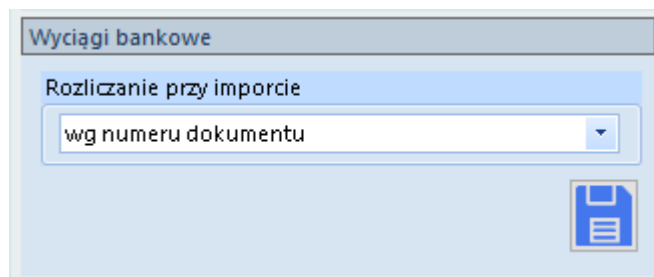 Wyciągi bankowe
Rozliczanie przy imporcie
wg numeru dokumentu